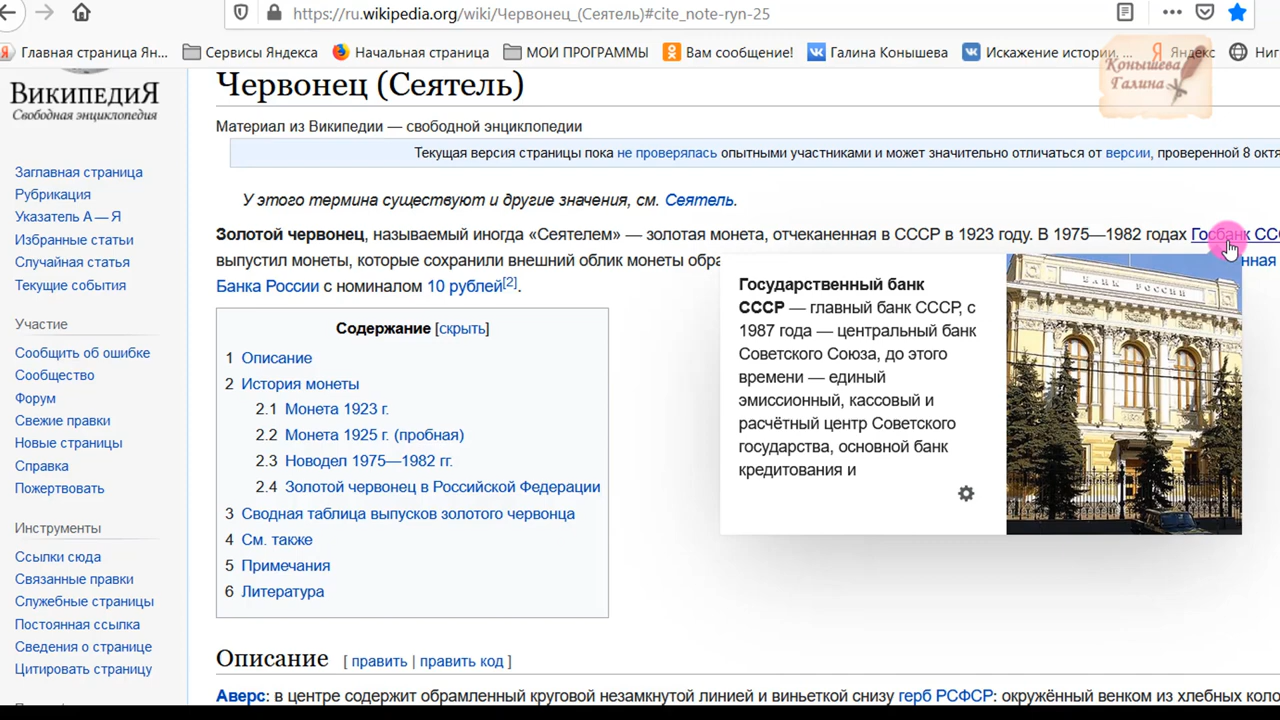 https://ru.wikipedia.org/wiki/Червонец_(Сеятель)#cite_note-ryn-25
Главная страница Ян... Сервисы Яндекса Начальная страница МОИ ПРОГРАММЫ Вам сообщение! Галина Конышева Искажение истории. ... Яндекс Ниг
Конышева
Галина
ВикипедиЯ
Свободная энциклопедия
Заглавная страница
Рубрикация
Указатель А — Я
Избранные статьи
Случайная статья
Текущие события
Участие
Сообщить об ошибке
Сообщество
Форум
Свежие правки
Новые страницы
Справка
Пожертвовать
Инструменты
Ссылки сюда
Связанные правки
Служебные страницы
Постоянная ссылка
Сведения о странице
Цитировать страницу
Червонец (Сеятель)
Материал из Википедии — свободной энциклопедии
Текущая версия страницы пока не проверялась опытными участниками и может значительно отличаться от версии, проверенной 8 октя
У этого термина существуют и другие значения, см. Сеятель.
Золотой червонец, называемый иногда «Сеятелем» — золотая монета, отчеканенная в СССР в 1923 году. В 1975—1982 годах Госбанк СС
выпустил монеты, которые сохранили внешний облик монеты обра нная
Банка России с номиналом 10 рублей[2].
Государственный банк
СССР — главный банк СССР, с
1987 года — центральный банк
Советского Союза, до этого
времени — единый
эмиссионный, кассовый и
расчётный центр Советского
государства, основной банк
кредитования и
БАНК РОССИИ
Содержание [скрыть]
1 Описание
2 История монеты
2.1 Монета 1923 г.
2.2 Монета 1925 г. (пробная)
2.3 Новодел 1975—1982 гг.
2.4 Золотой червонец в Российской Федерации
3 Сводная таблица выпусков золотого червонца
4 См. также
5 Примечания
6 Литература
Описание [ править | править код ]
Аверс: в центре содержит обрамленный круговой незамкнутой линией и виньеткой снизу герб РСФСР: окружённый венком из хлебных коло